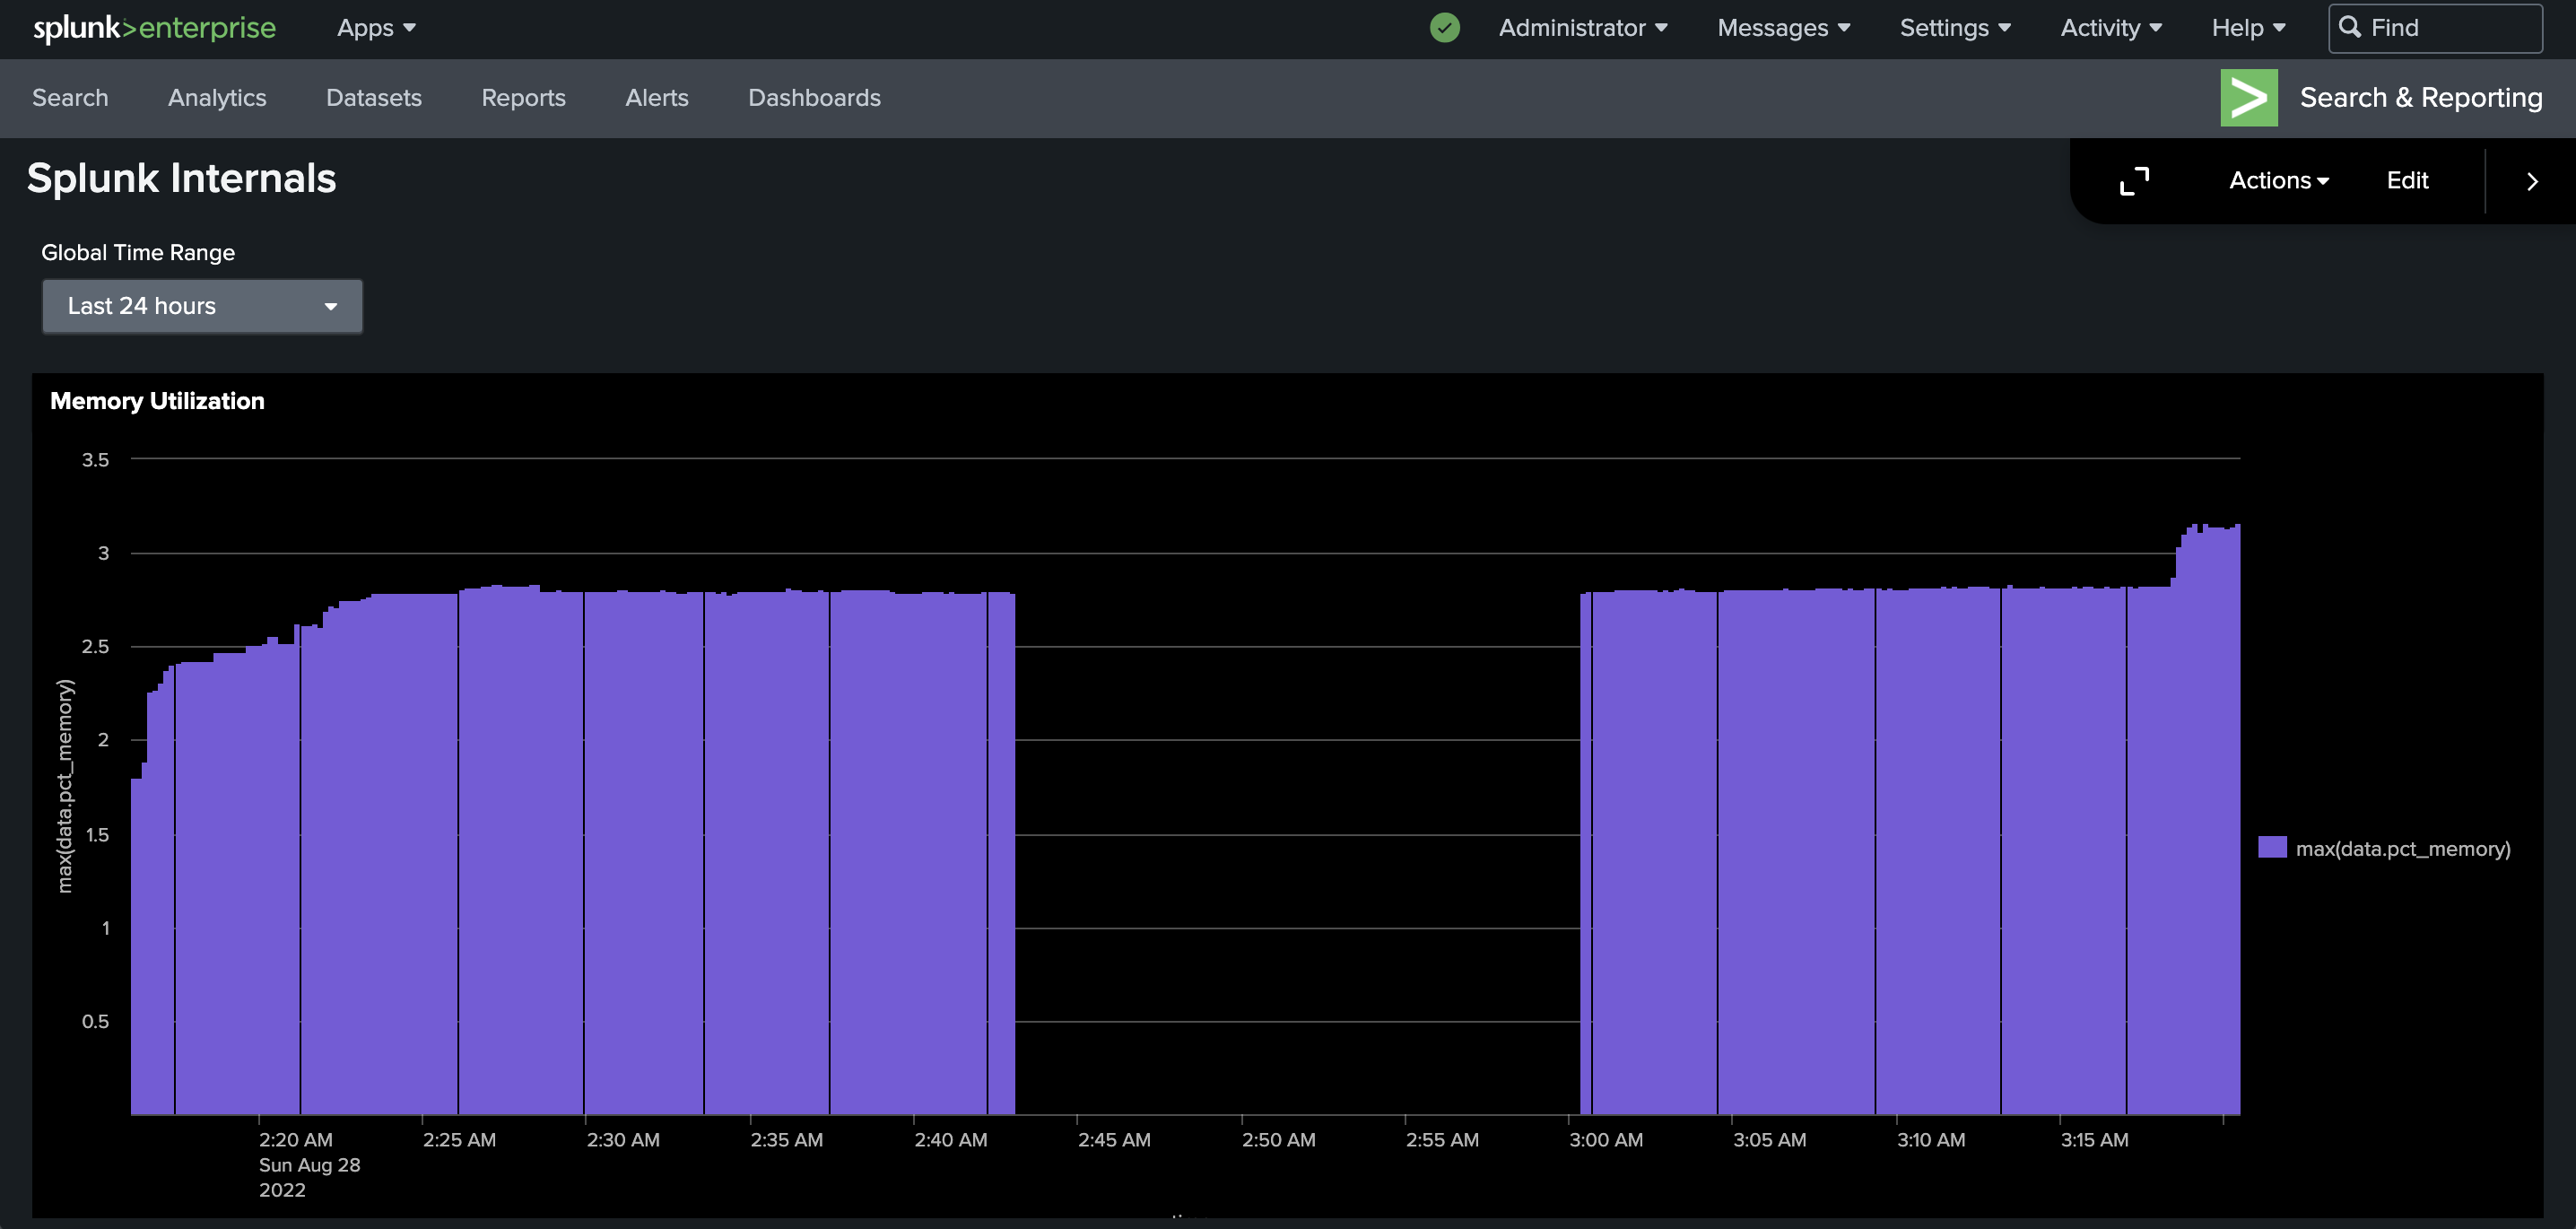 splunk>enterprise Apps Administrator Messages Settings Activity Help Find
Search Analytics Datasets Reports Alerts Dashboards Search & Reporting
Splunk Internals Actions Edit
Global Time Range
Last 24 hours
Memory Utilization
3.5
3
2.5
2
1.5
1
0.5
max(data.pct_memory)
max(data.pct_memory)
2:20 AM 2:25 AM 2:30 AM 2:35 AM 2:40 AM 2:45 AM 2:50 AM 2:55 AM 3:00 AM 3:05 AM 3:10 AM 3:15 AM
Sun Aug 28
2022